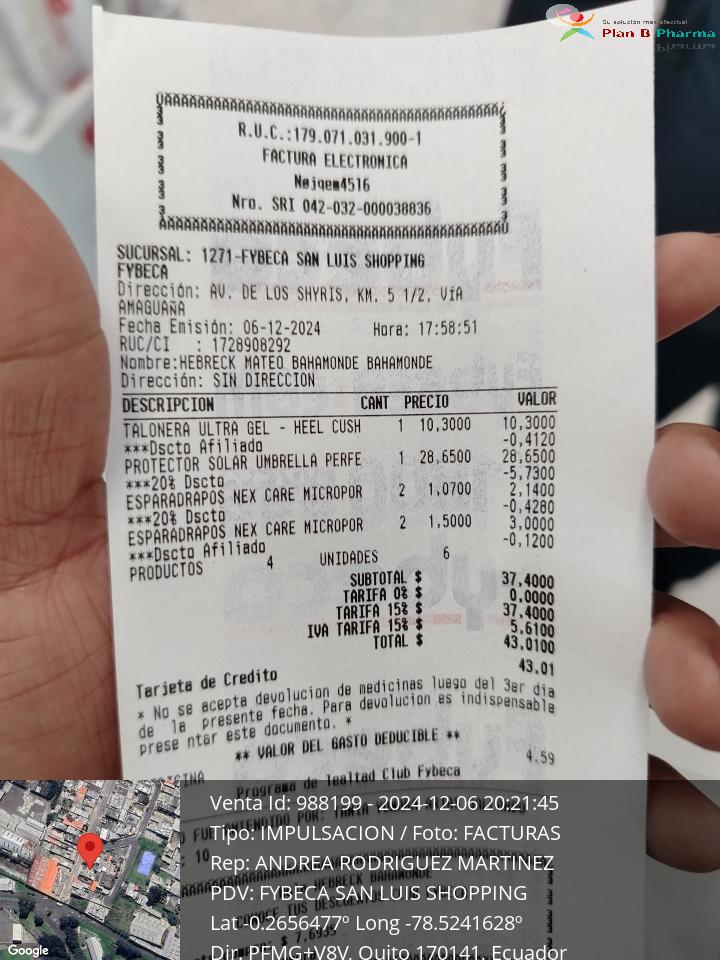 Su solución más efectiva!
Plan B Pharma
R.U.C.:179.071.031.900-1
FACTURA ELECTRONICA
Nøjqem4516
Nro. SRI 042-032-000038836
SUCURSAL: 1271-FYBECA SAN LUIS SHOPPING
FYBECA
Dirección: AV. DE LOS SHYRIS, KM. 5 1/2, VíA
AMAGUAÑA
Fecha Emisión: 06-12-2024 Hora: 17:58:51
RUC/CI : 1728908292
Nombre:HEBRECK MATEO BAHAMONDE BAHAMONDE
Dirección: SIN DIRECCION
DESCRIPCION CANT PRECIO VALOR
TALONERA ULTRA GEL - HEEL CUSH 1 10,3000 10,3000
***Dscto Afiliado -0,4120
PROTECTOR SOLAR UMBRELLA PERFE 1 28,6500 28,6500
***20% Dscto -5,7300
ESPARADRAPOS NEX CARE MICROPOR 2 1,0700 2,1400
***20% Dscto -0,4280
ESPARADRAPOS NEX CARE MICROPOR 2 1,5000 3,0000
***Dscto Afiliado -0,1200
PRODUCTOS 4 UNIDADES 6
SUBTOTAL $ 37,4000
TARIFA 0% $ 0,0000
TARIFA 15% $ 37,4000
IVA TARIFA 15% $ 5,6100
TOTAL $ 43,0100
Tarjeta de Credito 43,01
* No se acepta devolucion de medicinas luego del 3er dia
de la presente fecha. Para devolucion es indispensable
prese ntar este documento. *
** VALOR DEL GASTO DEDUCIBLE **
4.59
Programa de lealtad Club Fybeca
HEBRECK BAHAMONDE
Venta Id: 988199 - 2024-12-06 20:21:45
Tipo: IMPULSACION / Foto: FACTURAS
Rep: ANDREA RODRIGUEZ MARTINEZ
PDV: FYBECA SAN LUIS SHOPPING
Lat -0.2656477º Long -78.5241628º
Dir. PFMG+V8V, Quito 170141, Ecuador
Google